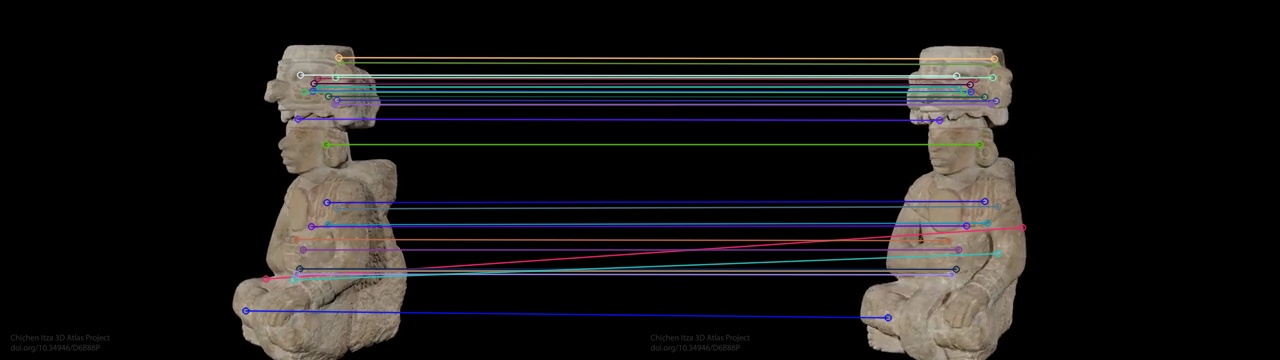 Chichen Itza 3D Atlas Project
doi.org/10.34946/D6B88P
Chichen Itza 3D Atlas Project
doi.org/10.34946/D6B88P